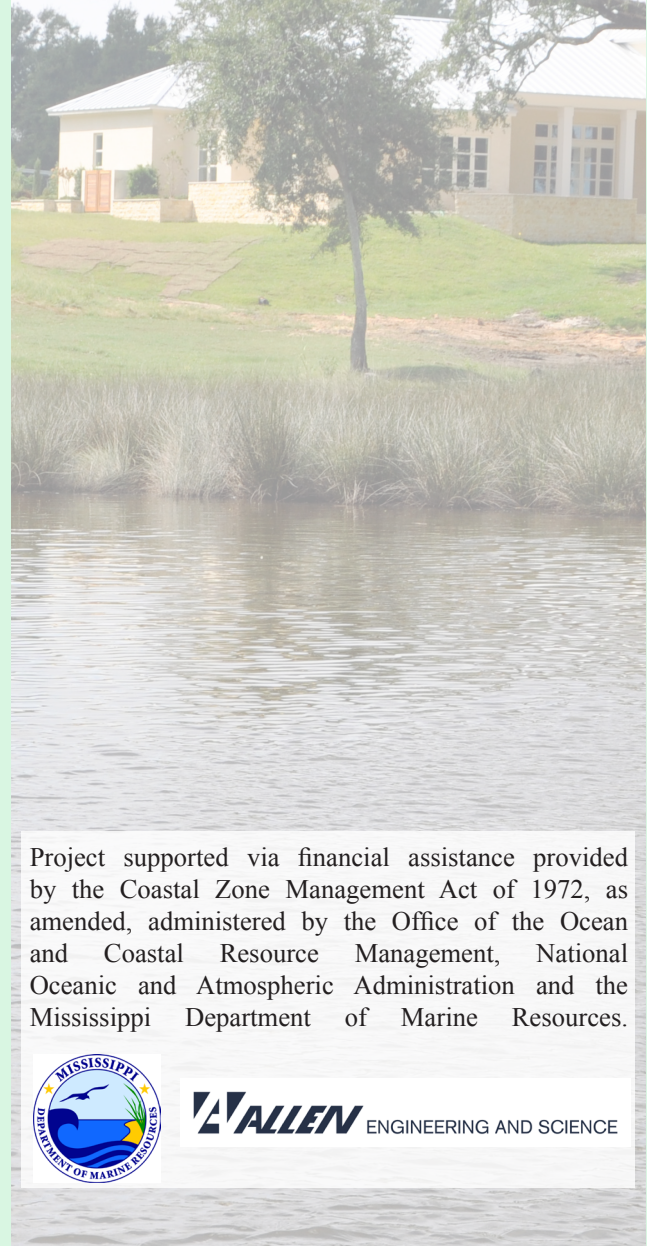 Project supported via financial assistance provided
by the Coastal Zone Management Act of 1972, as
amended, administered by the Office of the Ocean
and Coastal Resource Management, National
Oceanic and Atmospheric Administration and the
Mississippi Department of Marine Resources.
MISSISSIPPI
DEPARTMENT OF MARINE RESOURCES
ALLEN ENGINEERING AND SCIENCE